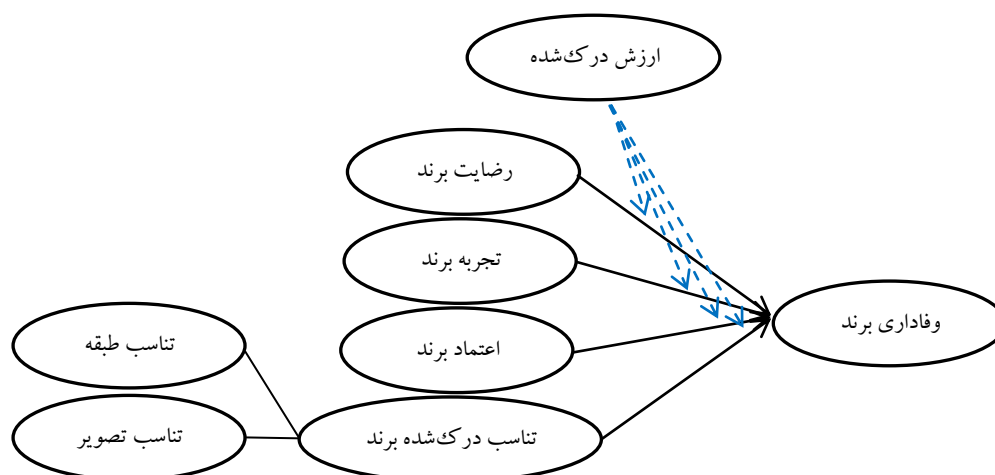 ارزش درک‌شده
رضایت برند
تجربه برند
وفاداری برند
تناسب طبقه
اعتماد برند
تناسب تصویر
تناسب درک‌شده برند